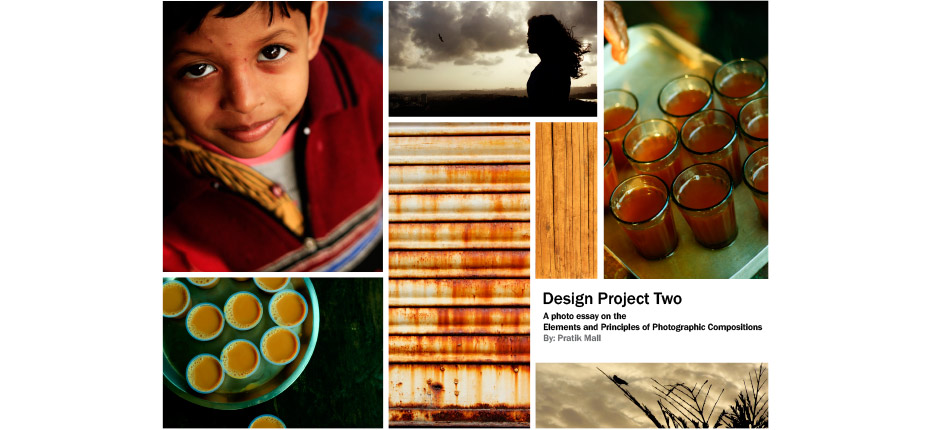 Design Project Two
A photo essay on the
Elements and Principles of Photographic Compositions
By: Pratik Mall